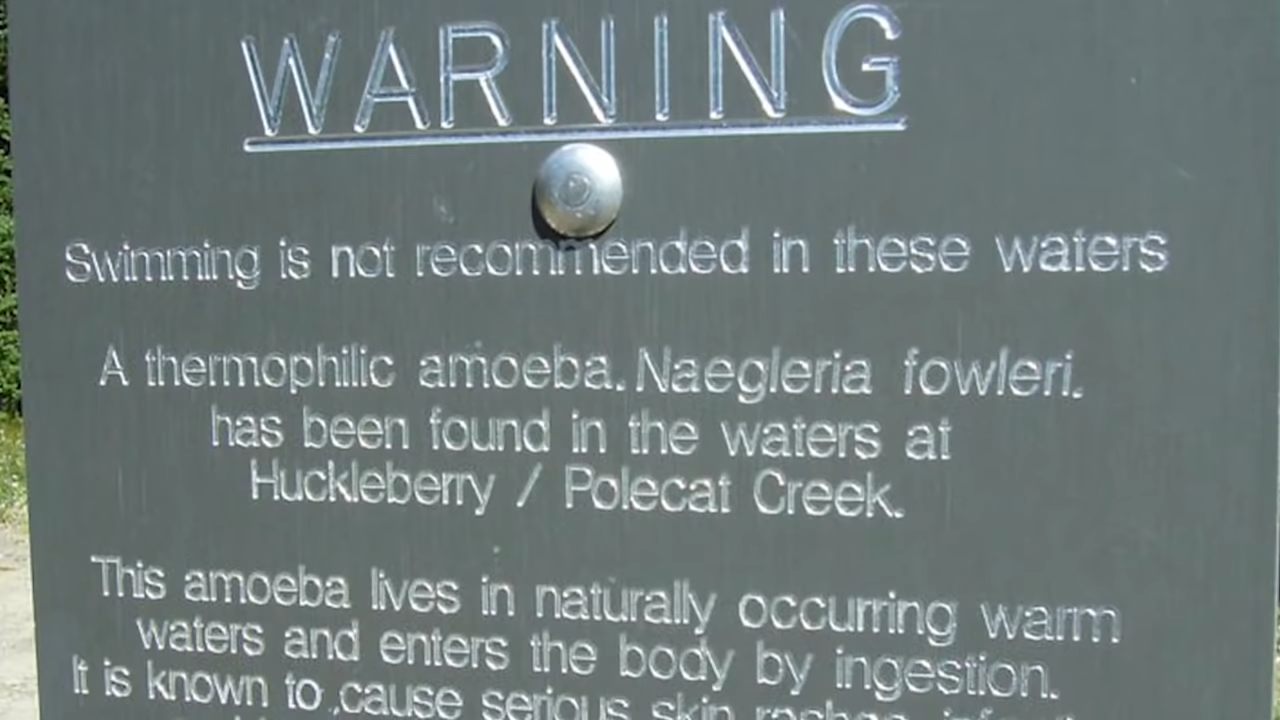 WARNING
Swimming is not recommended in these waters
A thermophilic amoeba, Naegleria fowleri,
has been found in the waters at
Huckleberry / Polecat Creek.
This amoeba lives in naturally occurring warm
waters and enters the body by ingestion.
It is known to cause serious skin rashes,